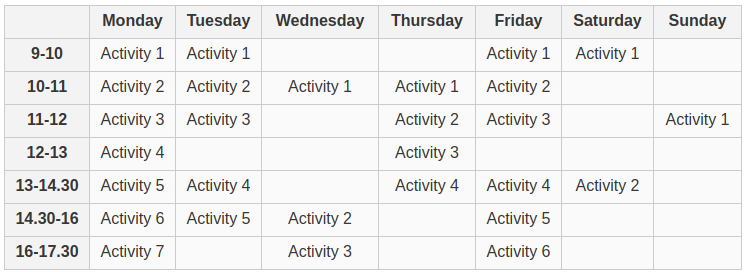 Monday Tuesday Wednesday Thursday Friday Saturday Sunday
9-10 Activity 1 Activity 1 Activity 1 Activity 1
10-11 Activity 2 Activity 2 Activity 1 Activity 1 Activity 2
11-12 Activity 3 Activity 3 Activity 2 Activity 3 Activity 1
12-13 Activity 4 Activity 3
13-14.30 Activity 5 Activity 4 Activity 4 Activity 4 Activity 2
14.30-16 Activity 6 Activity 5 Activity 2 Activity 5
16-17.30 Activity 7 Activity 3 Activity 6